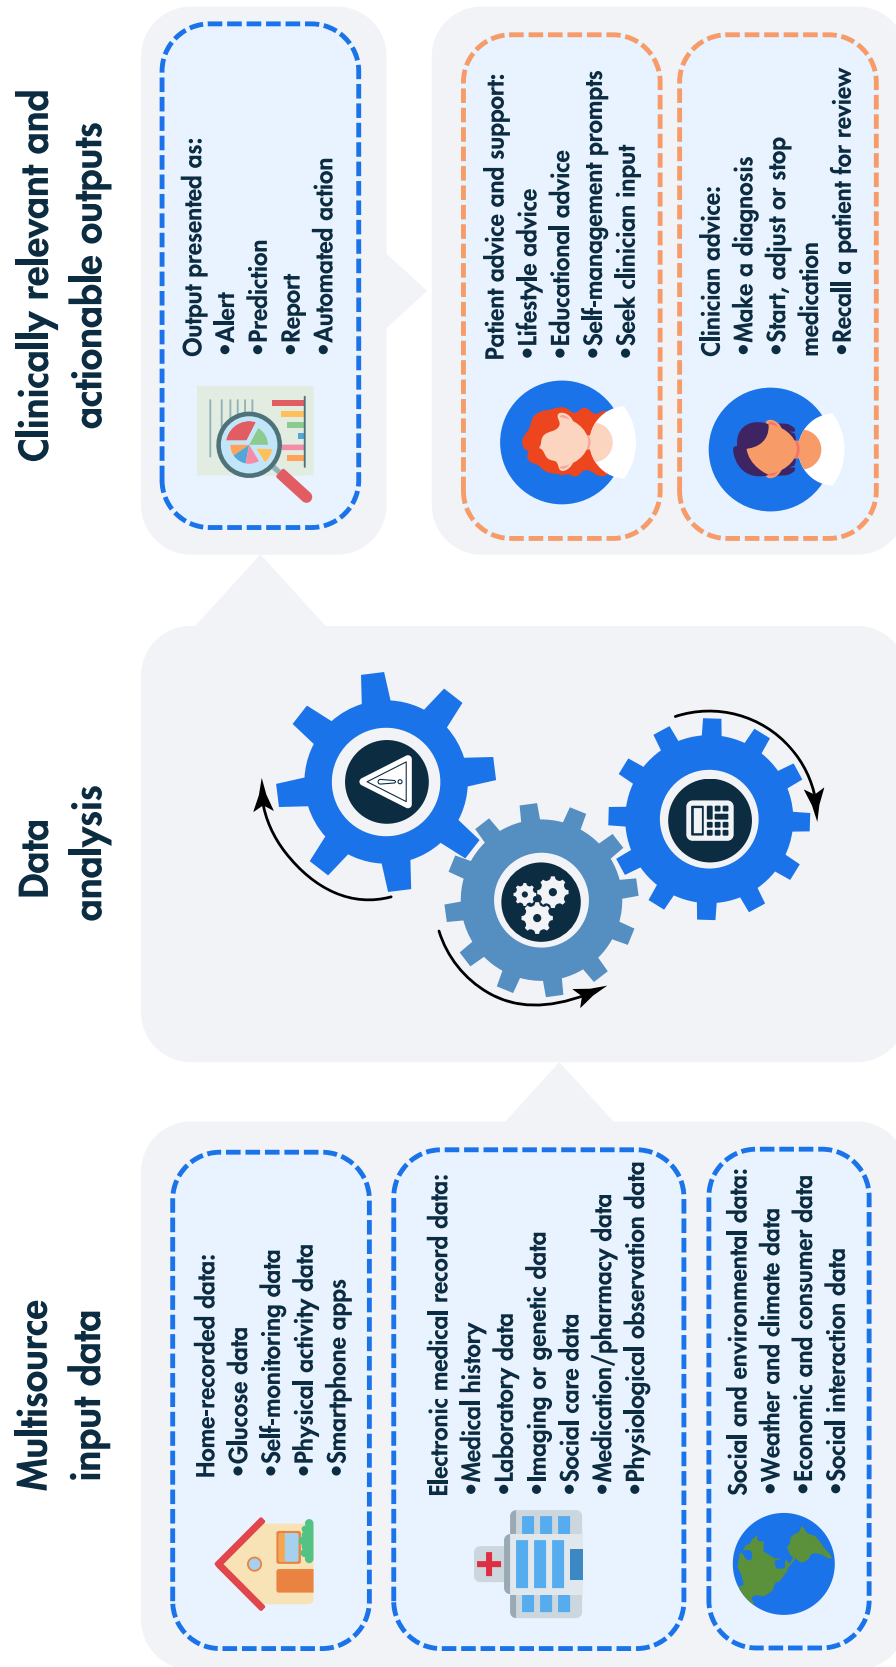 Multisource
input data
Home-recorded data:
•Glucose data
•Self-monitoring data
•Physical activity data
•Smartphone apps
Electronic medical record data:
•Medical history
•Laboratory data
•Imaging or genetic data
•Social care data
•Medication/pharmacy data
•Physiological observation data
Social and environmental data:
•Weather and climate data
•Economic and consumer data
•Social interaction data
Data
analysis
Clinically relevant and
actionable outputs
Output presented as:
•Alert
•Prediction
•Report
•Automated action
Patient advice and support:
•Lifestyle advice
•Educational advice
•Self-management prompts
•Seek clinician input
Clinician advice:
•Make a diagnosis
•Start, adjust or stop
medication
•Recall a patient for review